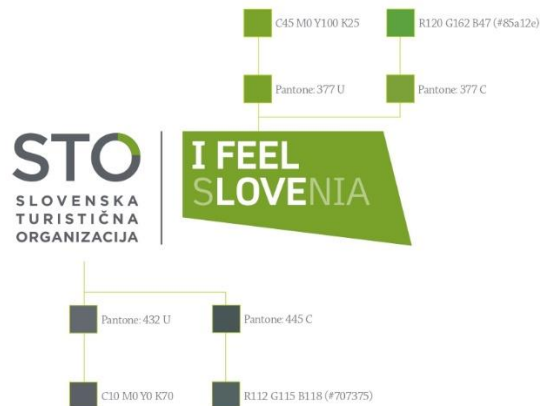 C45 M0 Y100 K25
R120 G162 B47 (#85a12e)
Pantone: 377 U
Pantone: 377 C
STO
SLOVENSKA
TURISTIČNA
ORGANIZACIJA
I FEEL
SLOVENIA
Pantone: 432 U
Pantone: 445 C
C10 M0 Y0 K70
R112 G115 B118 (#707375)